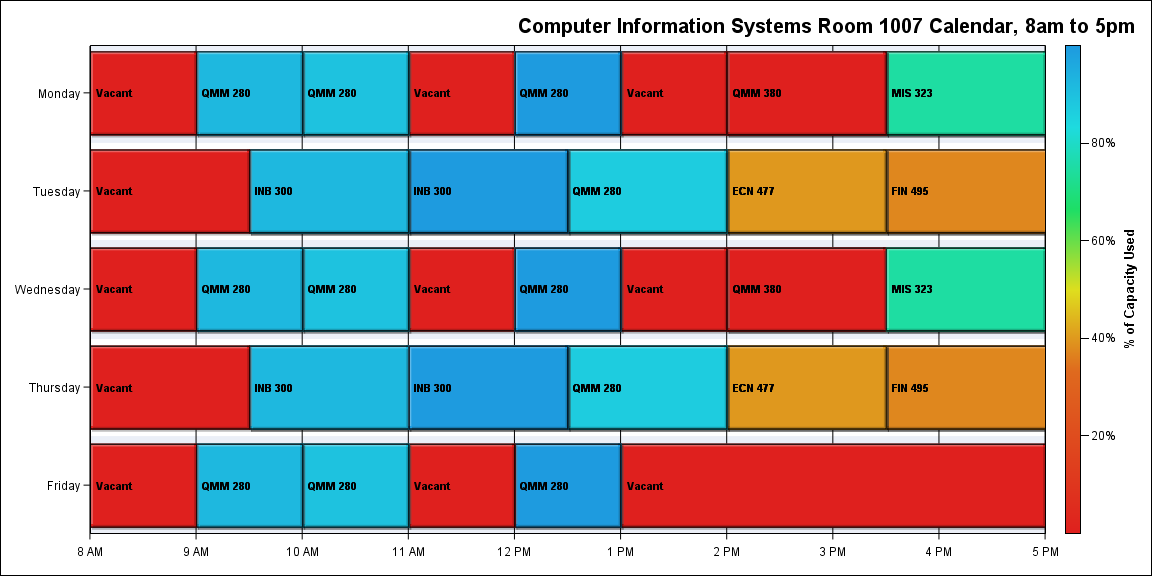 Computer Information Systems Room 1007 Calendar, 8am to 5pm
Monday
Vacant
QMM 280
QMM 280
Vacant
QMM 280
Vacant
QMM 380
MIS 323
Tuesday
Vacant
INB 300
INB 300
QMM 280
ECN 477
FIN 495
Wednesday
Vacant
QMM 280
QMM 280
Vacant
QMM 280
Vacant
QMM 380
MIS 323
Thursday
Vacant
INB 300
INB 300
QMM 280
ECN 477
FIN 495
Friday
Vacant
QMM 280
QMM 280
Vacant
QMM 280
Vacant
8 AM
9 AM
10 AM
11 AM
12 PM
1 PM
2 PM
3 PM
4 PM
5 PM
80%
60%
40%
20%
% of Capacity Used